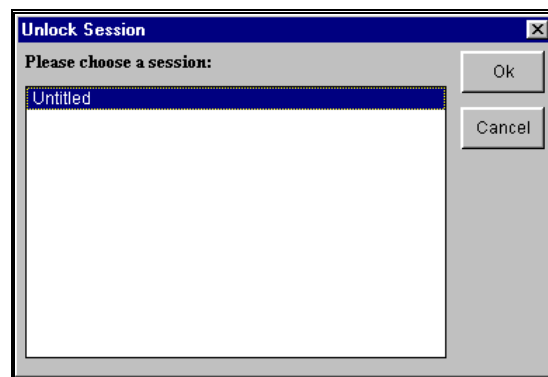 Unlock Session
Please choose a session:
Untitled
Ok
Cancel